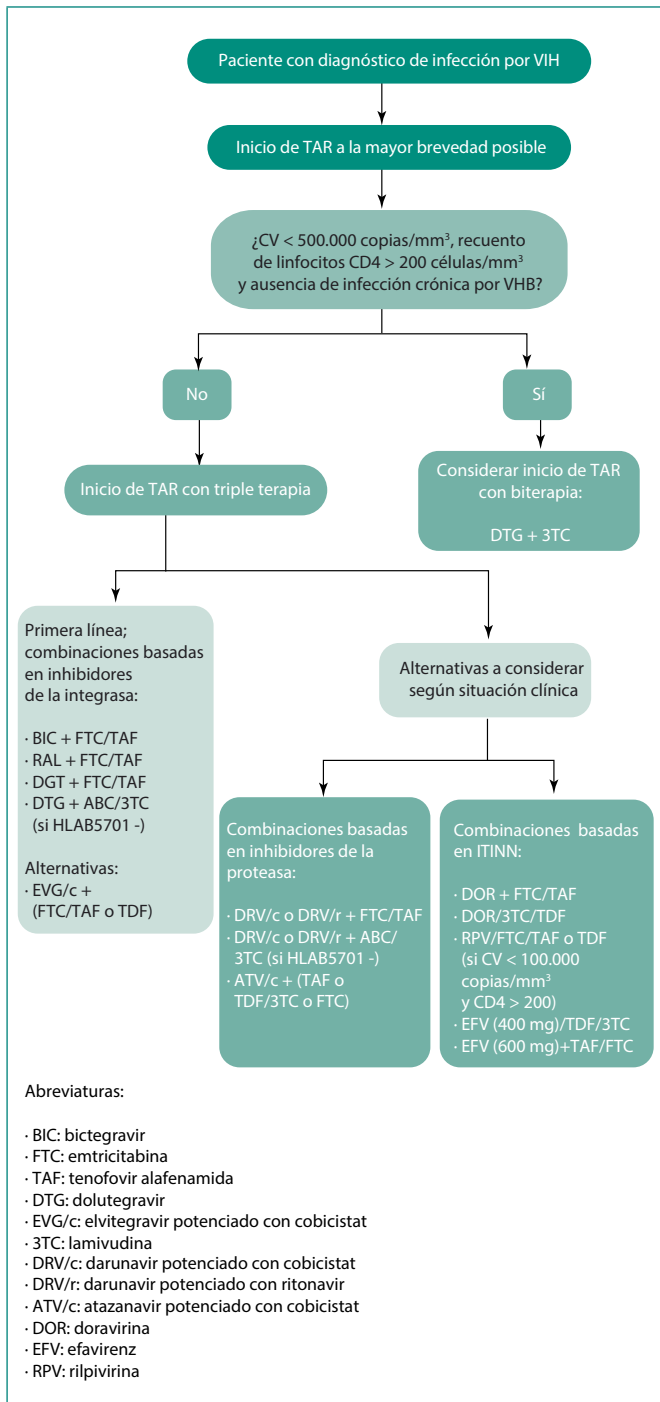 Paciente con diagnóstico de infección por VIH
Inicio de TAR a la mayor brevedad posible
¿CV < 500.000 copias/mm³, recuento
de linfocitos CD4 > 200 células/mm³
y ausencia de infección crónica por VHB?
No
Sí
Inicio de TAR con triple terapia
Considerar inicio de TAR
con biterapia:
DTG + 3TC
Primera línea;
combinaciones basadas
en inhibidores
de la integrasa:
· BIC + FTC/TAF
· RAL + FTC/TAF
· DGT + FTC/TAF
· DTG + ABC/3TC
(si HLAB5701 -)
Alternativas:
· EVG/c +
(FTC/TAF o TDF)
Alternativas a considerar
según situación clínica
Combinaciones basadas
en inhibidores de la
proteasa:
· DRV/c o DRV/r + FTC/TAF
· DRV/c o DRV/r + ABC/
3TC (si HLAB5701 -)
· ATV/c + (TAF o
TDF/3TC o FTC)
Combinaciones basadas
en ITINN:
· DOR + FTC/TAF
· DOR/3TC/TDF
· RPV/FTC/TAF o TDF
(si CV < 100.000
copias/mm³
y CD4 > 200)
· EFV (400 mg)/TDF/3TC
· EFV (600 mg)+TAF/FTC
Abreviaturas:
· BIC: bictegravir
· FTC: emtricitabina
· TAF: tenofovir alafenamida
· DTG: dolutegravir
· EVG/c: elvitegravir potenciado con cobicistat
· 3TC: lamivudina
· DRV/c: darunavir potenciado con cobicistat
· DRV/r: darunavir potenciado con ritonavir
· ATV/c: atazanavir potenciado con cobicistat
· DOR: doravirina
· EFV: efavirenz
· RPV: rilpivirina